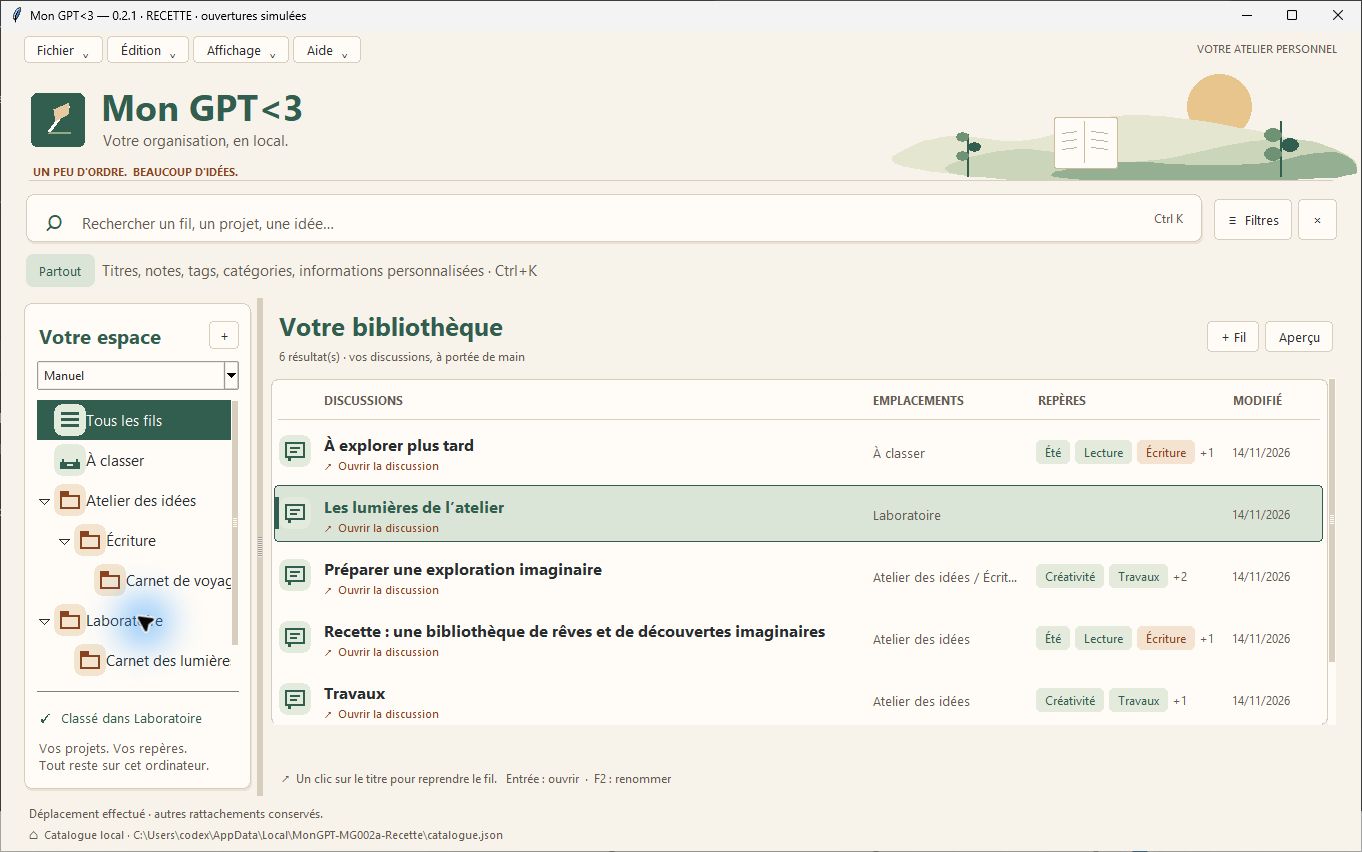 Mon GPT<3 — 0.2.1 · RECETTE · ouvertures simulées
Fichier Édition Affichage Aide
VOTRE ATELIER PERSONNEL
Mon GPT<3
Votre organisation, en local.
UN PEU D'ORDRE. BEAUCOUP D'IDÉES.
Rechercher un fil, un projet, une idée... Ctrl K
≡ Filtres ×
Partout Titres, notes, tags, catégories, informations personnalisées · Ctrl+K
Votre espace +
Manuel
Tous les fils
À classer
Atelier des idées
Écriture
Carnet de voyag
Laboratoire
Carnet des lumière
✓ Classé dans Laboratoire
Vos projets. Vos repères.
Tout reste sur cet ordinateur.
Votre bibliothèque
6 résultat(s) · vos discussions, à portée de main
+ Fil Aperçu
DISCUSSIONS EMPLACEMENTS REPÈRES MODIFIÉ
À explorer plus tard
↗ Ouvrir la discussion
À classer Été Lecture Écriture +1 14/11/2026
Les lumières de l'atelier
↗ Ouvrir la discussion
Laboratoire 14/11/2026
Préparer une exploration imaginaire
↗ Ouvrir la discussion
Atelier des idées / Écrit... Créativité Travaux +2 14/11/2026
Recette : une bibliothèque de rêves et de découvertes imaginaires
↗ Ouvrir la discussion
Atelier des idées Été Lecture Écriture +1 14/11/2026
Travaux
↗ Ouvrir la discussion
Atelier des idées Créativité Travaux +1 14/11/2026
↗ Un clic sur le titre pour reprendre le fil. Entrée : ouvrir · F2 : renommer
Déplacement effectué · autres rattachements conservés.
⌂ Catalogue local · C:\Users\codex\AppData\Local\MonGPT-MG002a-Recette\catalogue.json